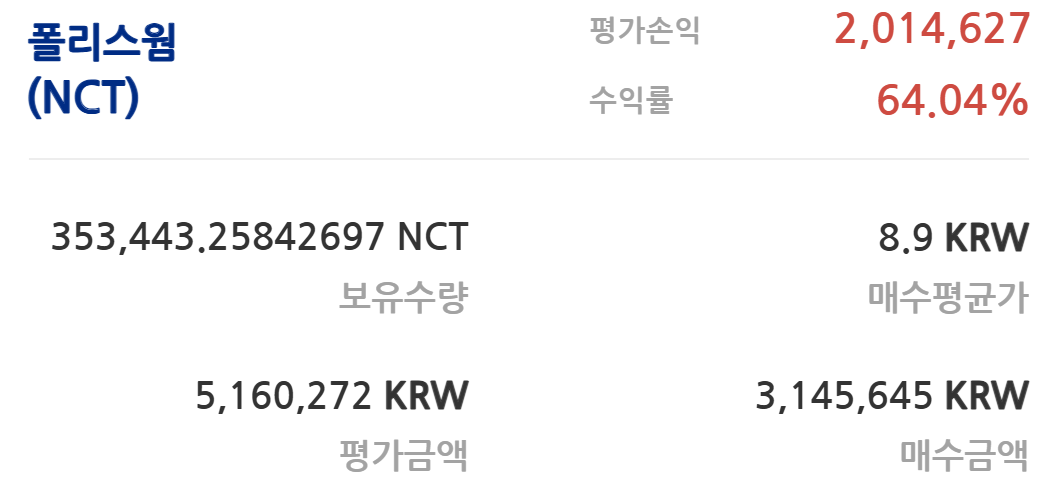 폴리스웜
(NCT)
평가손익 2,014,627
수익률 64.04%
353,443.25842697 NCT
보유수량
8.9 KRW
매수평균가
5,160,272 KRW
평가금액
3,145,645 KRW
매수금액